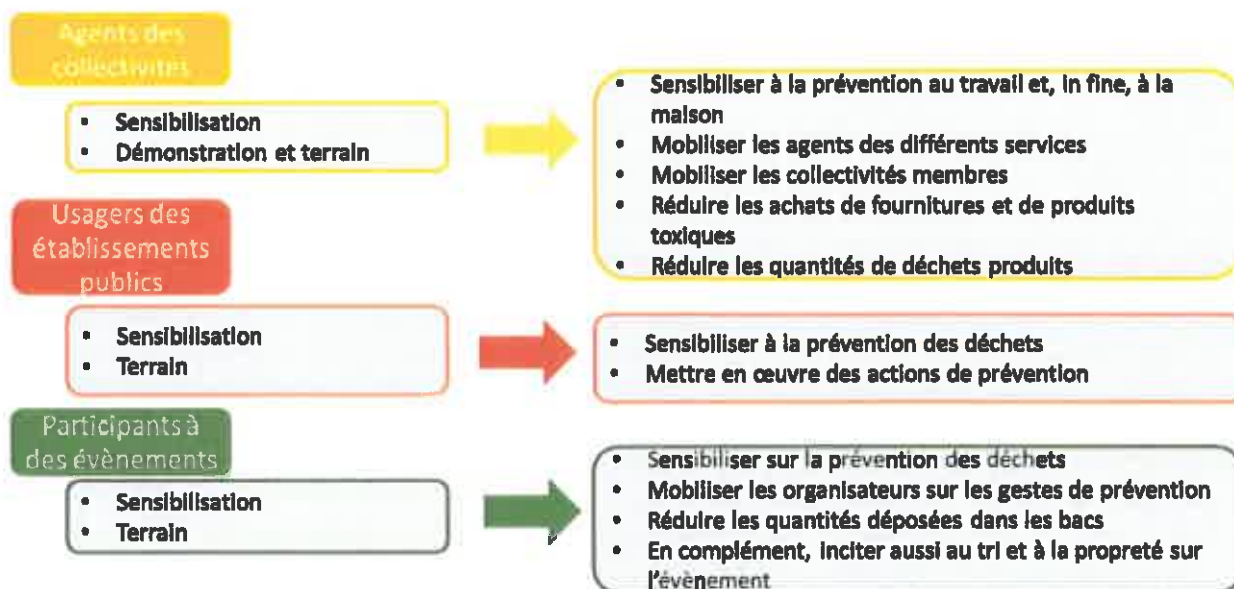 Agents des
collectivités
• Sensibilisation
• Démonstration et terrain
• Sensibiliser à la prévention au travail et, in fine, à la
maison
• Mobiliser les agents des différents services
• Mobiliser les collectivités membres
• Réduire les achats de fournitures et de produits
toxiques
• Réduire les quantités de déchets produits
Usagers des
établissements
publics
• Sensibilisation
• Terrain
• Sensibiliser à la prévention des déchets
• Mettre en œuvre des actions de prévention
Participants à
des évènements
• Sensibilisation
• Terrain
• Sensibiliser sur la prévention des déchets
• Mobiliser les organisateurs sur les gestes de prévention
• Réduire les quantités déposées dans les bacs
• En complément, inciter aussi au tri et à la propreté sur
l'évènement